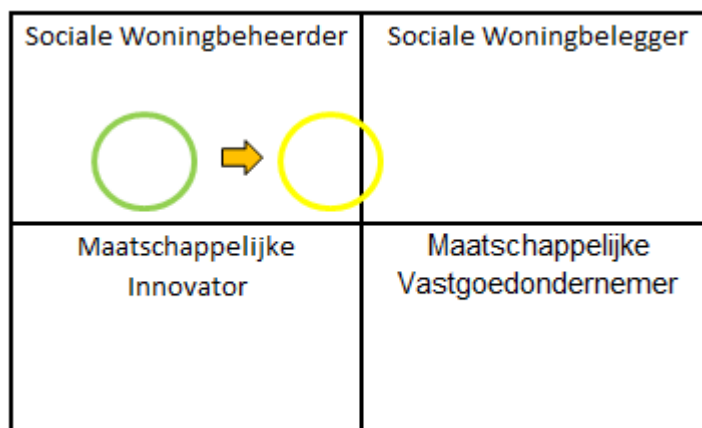 Sociale Woningbeheerder
Sociale Woningbelegger
Maatschappelijke
Innovator
Maatschappelijke
Vastgoedondernemer